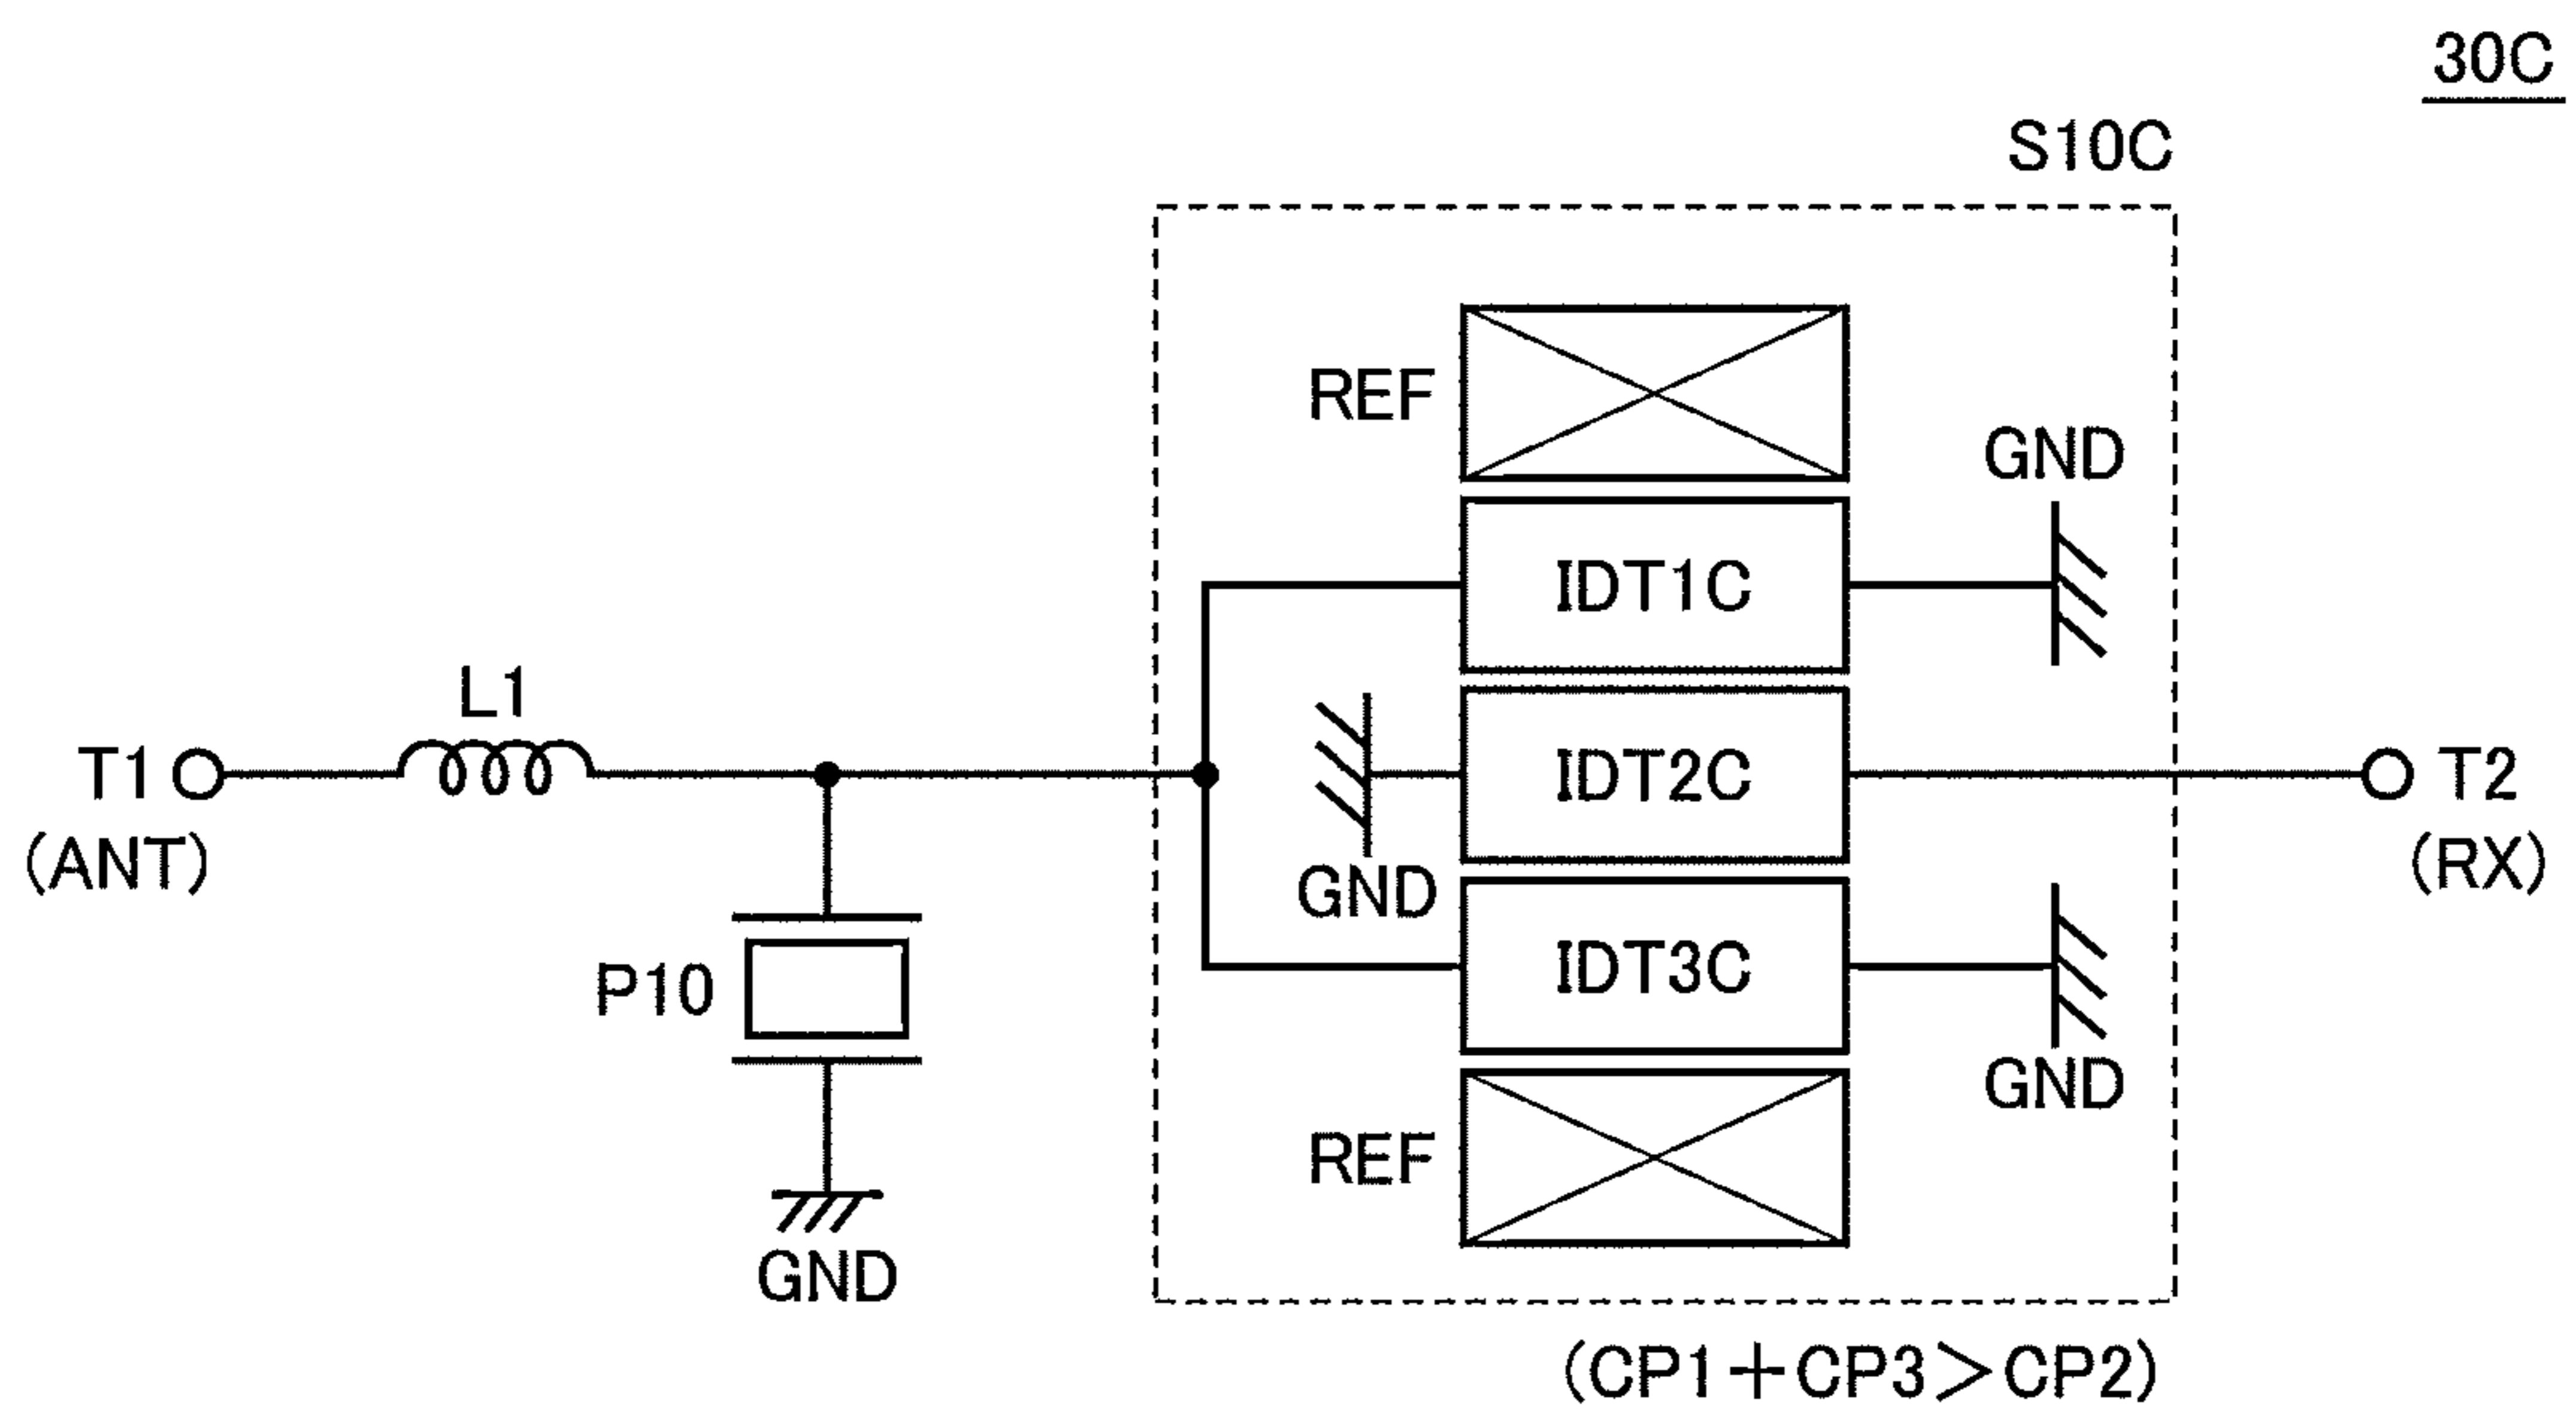 30C
S10C
REF
GND
IDT1C
L1
T1
IDT2C
T2
(ANT)
(RX)
GND
P10
IDT3C
GND
REF
GND
(CP1+CP3>CP2)